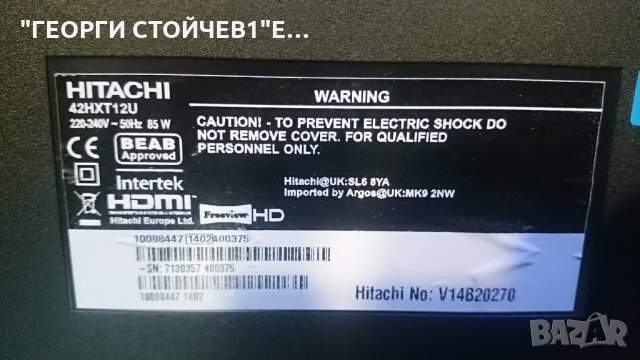 "ГЕОРГИ СТОЙЧЕВ1"Е...
HITACHI
42HXT12U
220-240V ~ 50Hz 85 W
CE
BEAB
Approved
Intertek
HDMI
Hitachi Europe Ltd.
Freeview HD
WARNING
CAUTION! - TO PREVENT ELECTRIC SHOCK DO
NOT REMOVE COVER. FOR QUALIFIED
PERSONNEL ONLY.
Hitachi@UK:SL6 8YA
Imported by Argos@UK:MK9 2NW
10088447 1402 400375
-SN: 7130357 400375
10088447 1402
Hitachi No: V14B20270
BAZAR